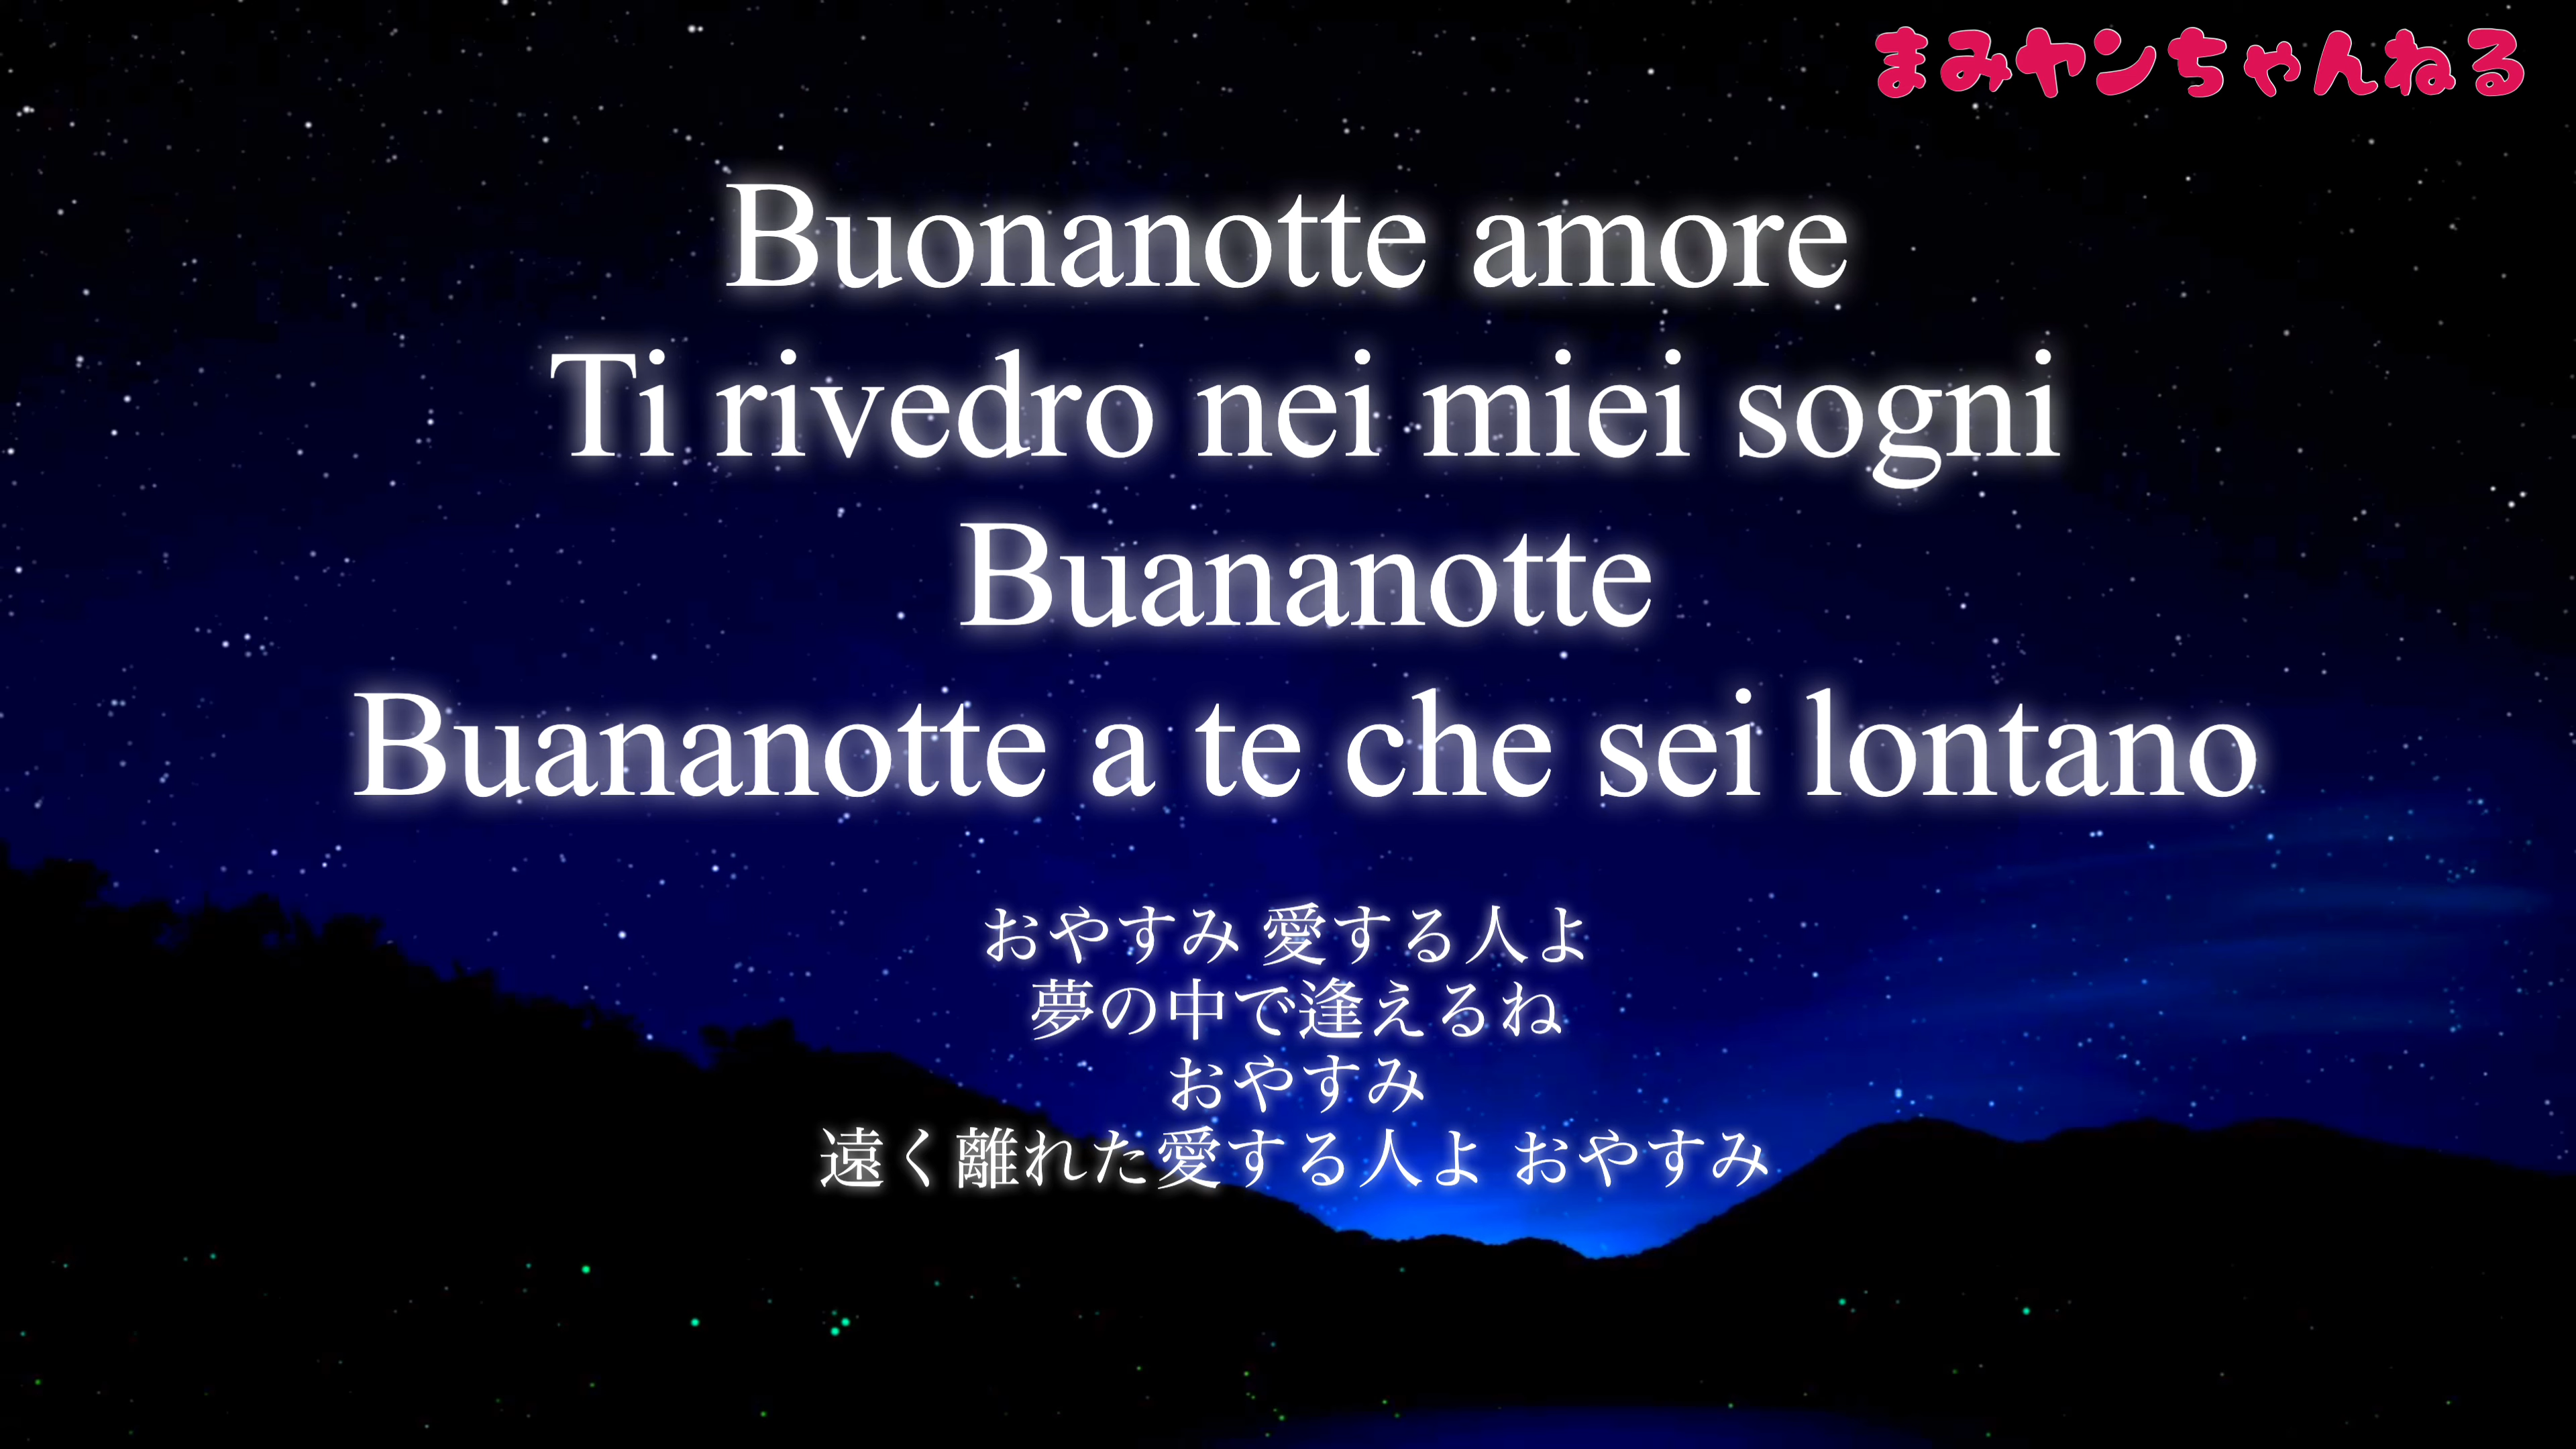 まみヤンちゃんねる
Buonanotte amore
Ti rivedro nei miei sogni
Buananotte
Buananotte a te che sei lontano
おやすみ 愛する人よ
夢の中で逢えるね
おやすみ
遠く離れた愛する人よ おやすみ